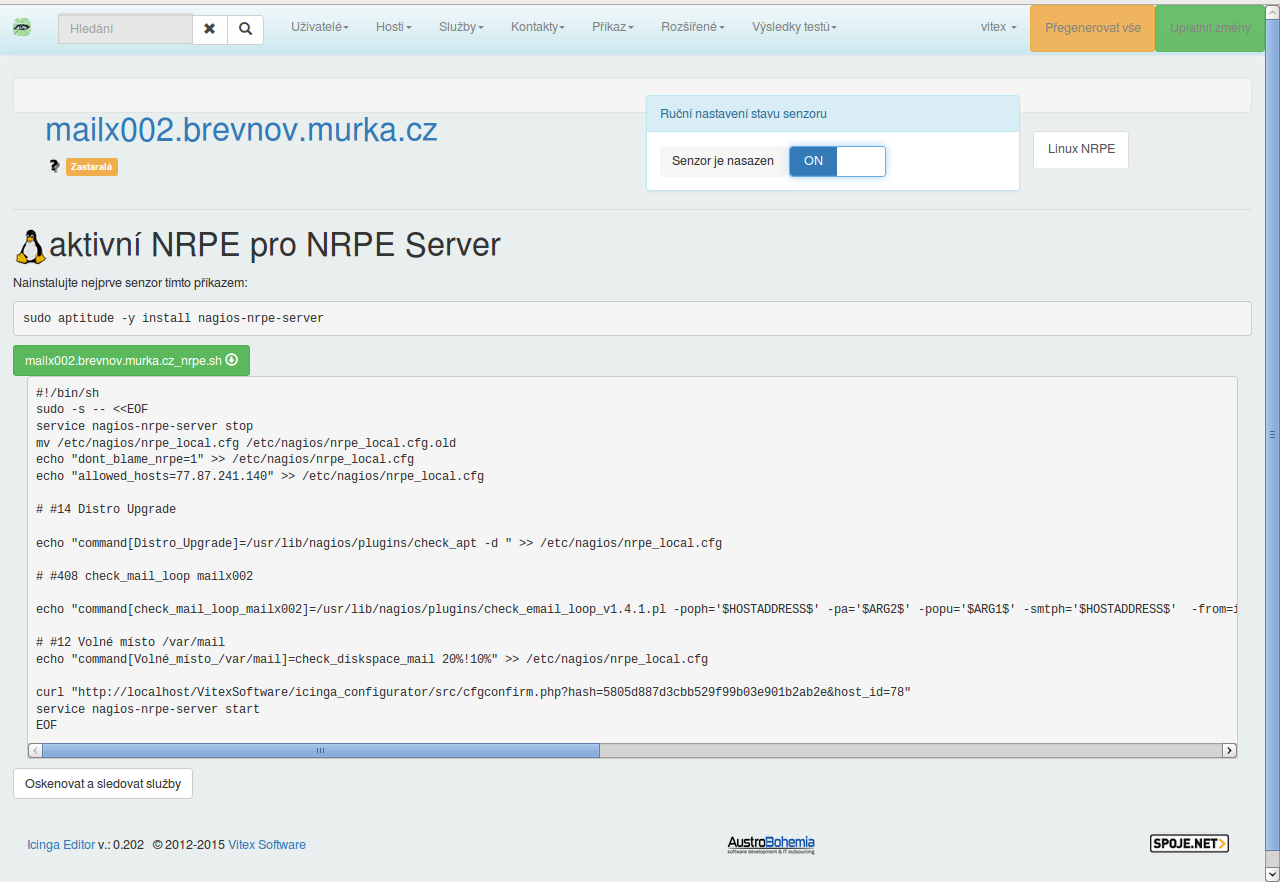 Hledání
Uživatelé Hosti Služby Kontakty Příkaz Rozšířené Výsledky testů vitex Přegenerovat vše Uplatnit změny
mailx002.brevnov.murka.cz
Zastaralá
Ruční nastavení stavu senzoru
Senzor je nasazen ON
Linux NRPE
aktivní NRPE pro NRPE Server
Nainstalujte nejprve senzor tímto příkazem:
sudo aptitude -y install nagios-nrpe-server
mailx002.brevnov.murka.cz_nrpe.sh
#!/bin/sh
sudo -s -- <<EOF
service nagios-nrpe-server stop
mv /etc/nagios/nrpe_local.cfg /etc/nagios/nrpe_local.cfg.old
echo "dont_blame_nrpe=1" >> /etc/nagios/nrpe_local.cfg
echo "allowed_hosts=77.87.241.140" >> /etc/nagios/nrpe_local.cfg
# #14 Distro Upgrade
echo "command[Distro_Upgrade]=/usr/lib/nagios/plugins/check_apt -d " >> /etc/nagios/nrpe_local.cfg
# #408 check_mail_loop mailx002
echo "command[check_mail_loop_mailx002]=/usr/lib/nagios/plugins/check_email_loop_v1.4.1.pl -poph='$HOSTADDRESS$' -pa='$ARG2$' -popu='$ARG1$' -smtph='$HOSTADDRESS$'  -from=i
# #12 Volné místo /var/mail
echo "command[Volné_místo_/var/mail]=check_diskspace_mail 20%!10%" >> /etc/nagios/nrpe_local.cfg
curl "http://localhost/VitexSoftware/icinga_configurator/src/cfgconfirm.php?hash=5805d887d3cbb529f99b03e901b2ab2e&host_id=78"
service nagios-nrpe-server start
EOF
Oskenovat a sledovat služby
Icinga Editor v.: 0.202 © 2012-2015 Vitex Software
AustroBohemia
software development & IT outsourcing
SPOJE.NET